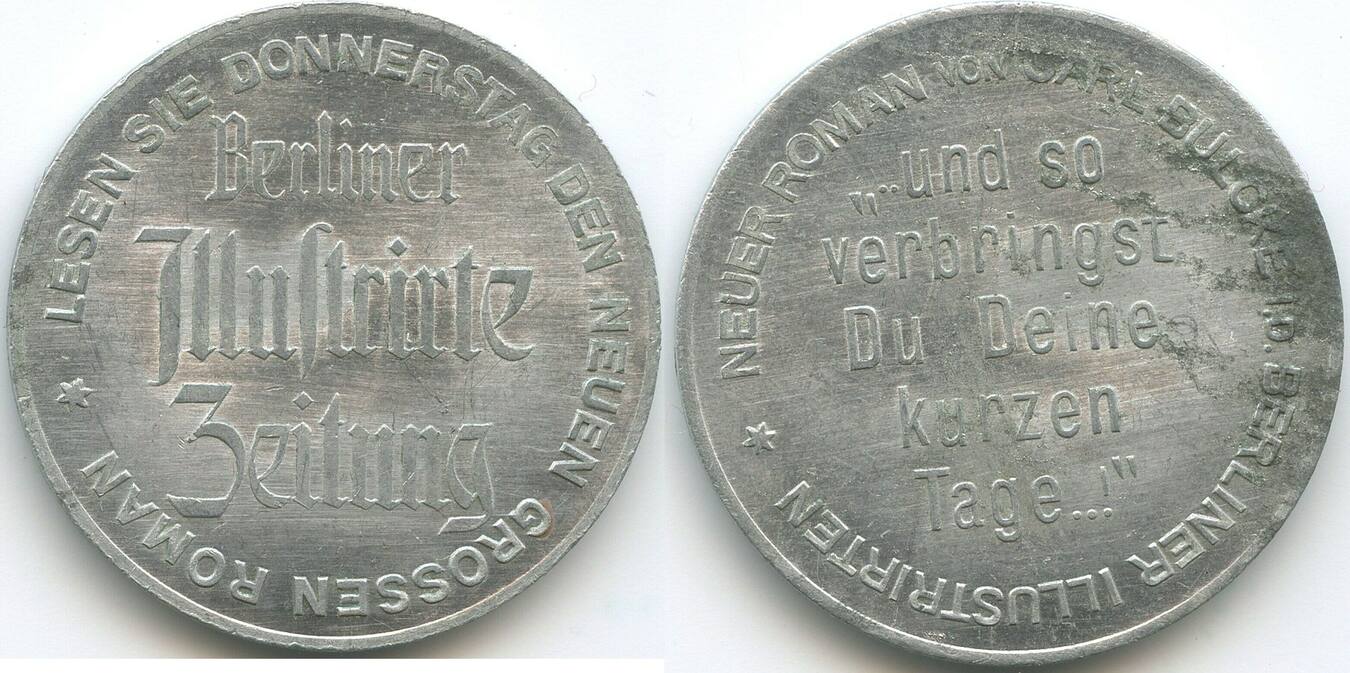 LESEN SIE DONNERSTAG DEN NEUEN GROSSEN ROMAN
Berliner
Illustrirte
Zeitung
NEUER ROMAN VON CARL BULCKE I.D. BERLINER ILLUSTRIRTEN
„...und so
verbringst
Du Deine
kurzen
Tage...!"